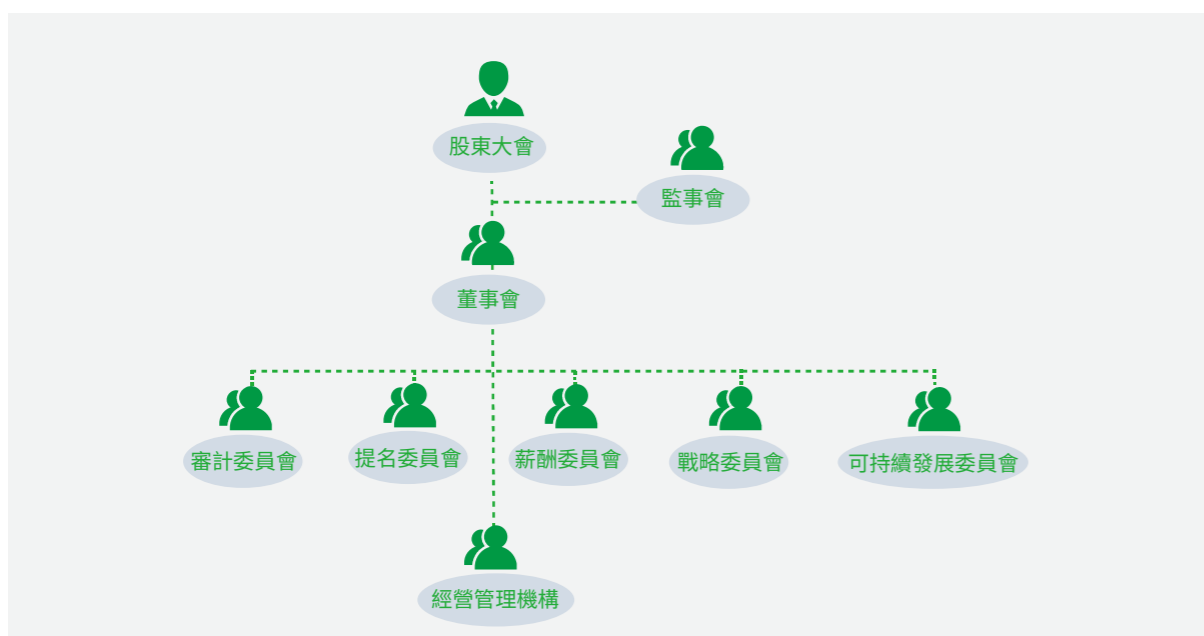 股東大會
監事會
董事會
審計委員會
提名委員會
薪酬委員會
戰略委員會
可持續發展委員會
經營管理機構